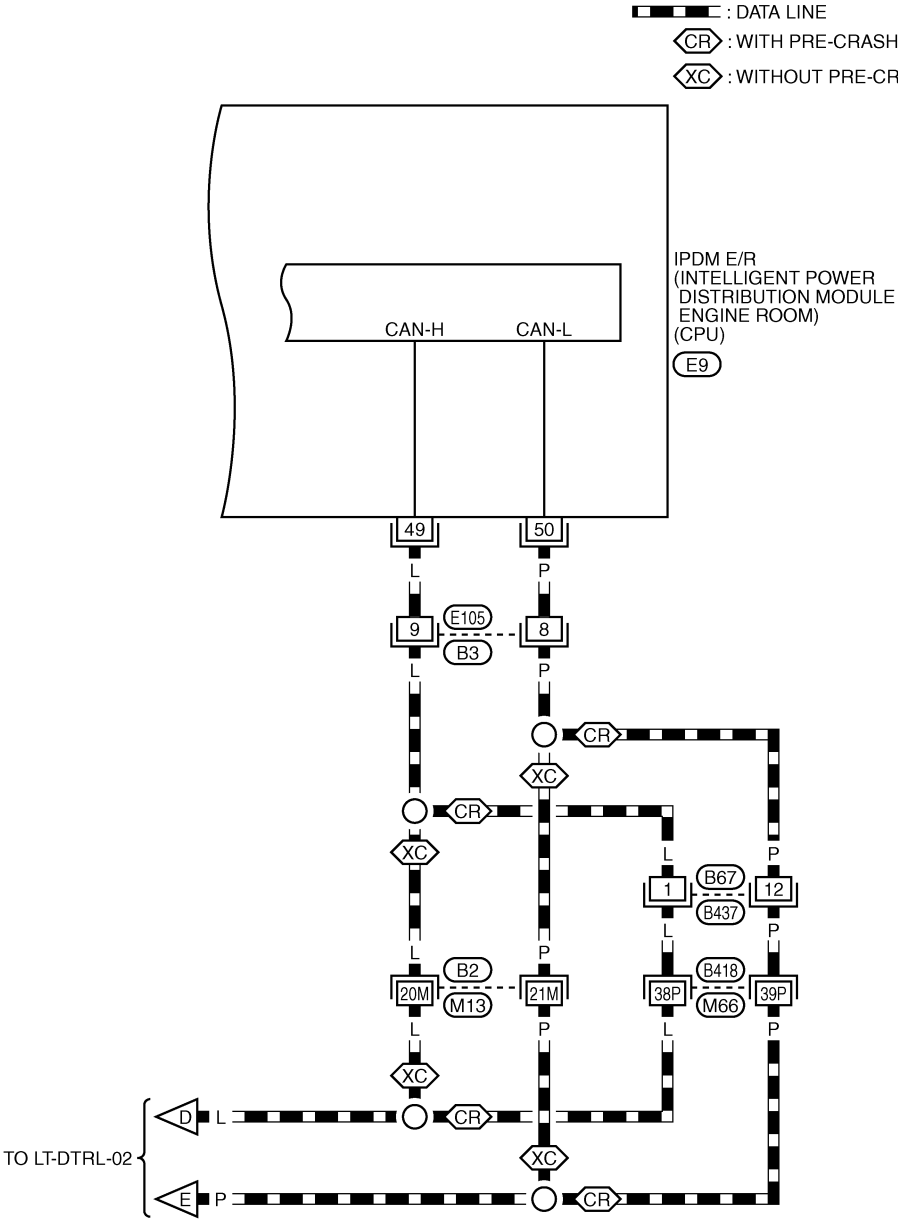 : DATA LINE
CR : WITH PRE-CRASH
XC : WITHOUT PRE-CR
IPDM E/R
(INTELLIGENT POWER
DISTRIBUTION MODULE
ENGINE ROOM)
(CPU)
E9
CAN-H CAN-L
49 50
L P
9 E105 8
B3
L P
CR
XC
CR
XC
L P
1 B67 12
B437
L P
L P
20M B2 21M 38P B418 39P
M13 M66
L P L P
XC
D L CR
XC
TO LT-DTRL-02
E P CR